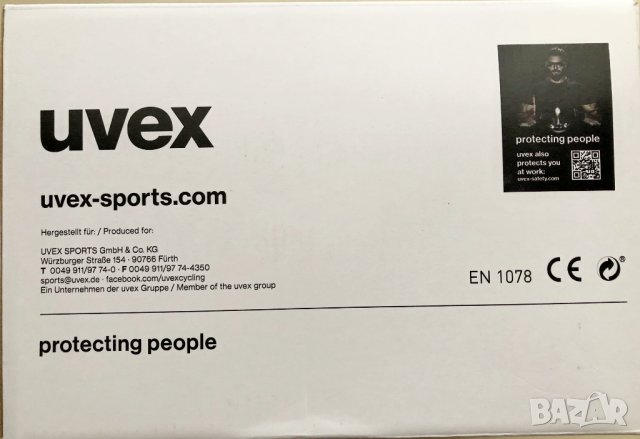 uvex
uvex-sports.com
Hergestellt für: / Produced for:
UVEX SPORTS GmbH & Co. KG
Würzburger Straße 154 · 90766 Fürth
T 0049 911/97 74-0 · F 0049 911/97 74-4350
sports@uvex.de · facebook.com/uvexcycling
Ein Unternehmen der uvex Gruppe / Member of the uvex group
protecting people
protecting people
uvex also
protects you
at work:
uvex-safety.com
EN 1078 CE ®
BAZAR